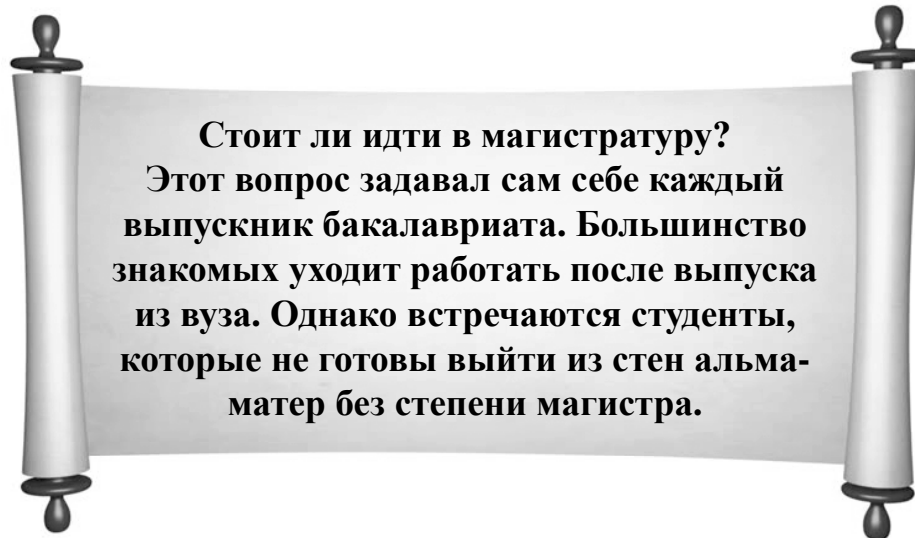 Стоит ли идти в магистратуру?
Этот вопрос задавал сам себе каждый
выпускник бакалавриата. Большинство
знакомых уходит работать после выпуска
из вуза. Однако встречаются студенты,
которые не готовы выйти из стен альма-
матер без степени магистра.